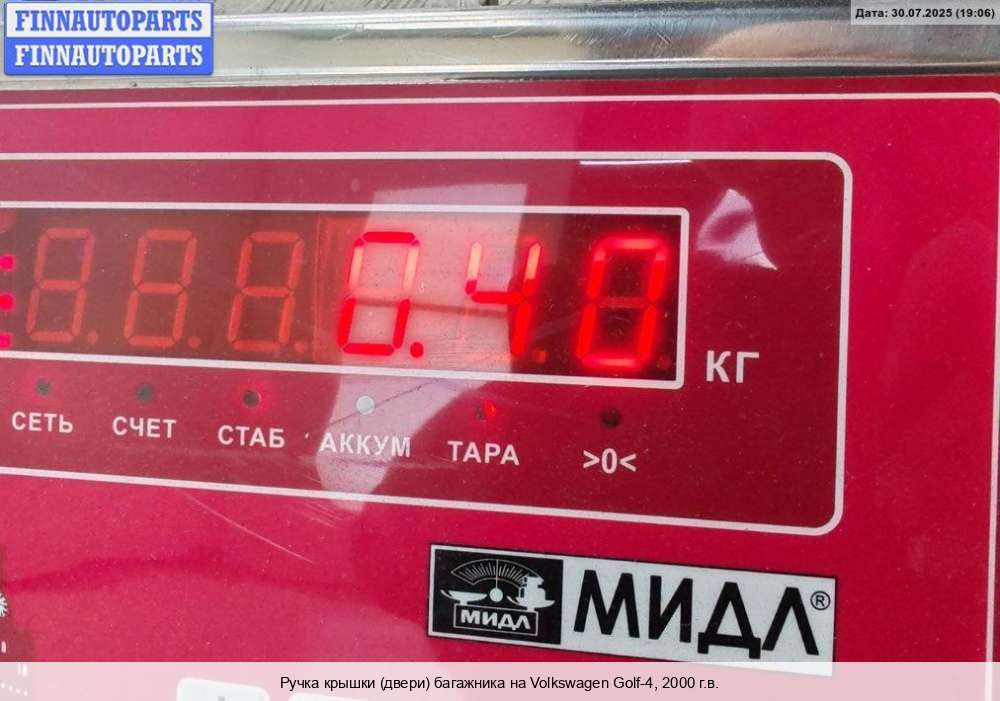 FINNAUTOPARTS
FINNAUTOPARTS
Дата: 30.07.2025 (19:06)
0.40
КГ
СЕТЬ СЧЕТ СТАБ АККУМ ТАРА >0<
МИДЛ
МИДЛ®
Ручка крышки (двери) багажника на Volkswagen Golf-4, 2000 г.в.